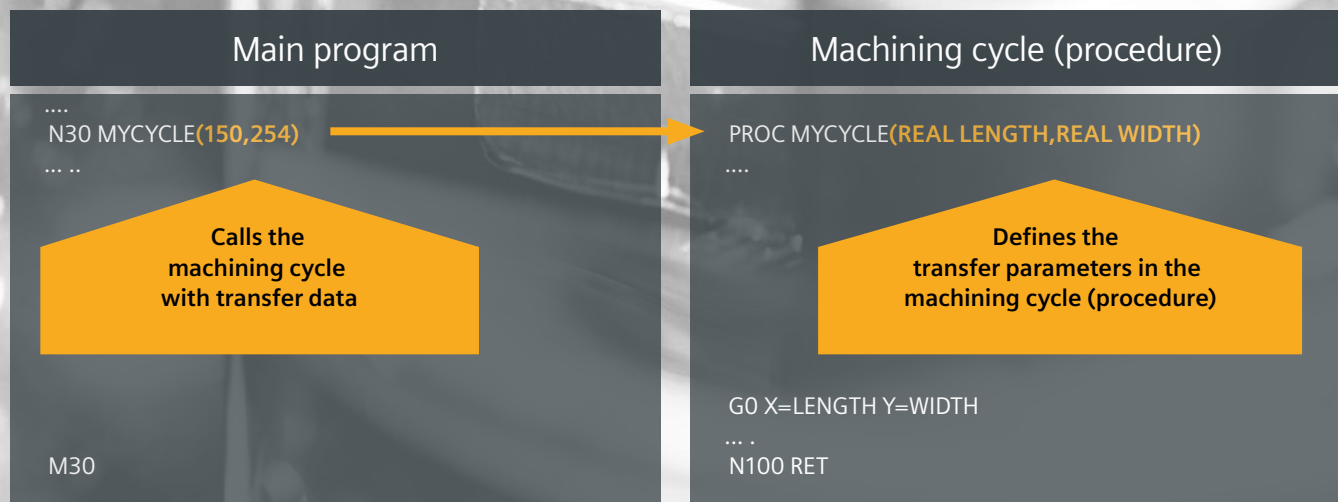 Main program
....
N30 MYCYCLE(150,254)
... ..
Calls the
machining cycle
with transfer data
M30
Machining cycle (procedure)
PROC MYCYCLE(REAL LENGTH,REAL WIDTH)
....
Defines the
transfer parameters in the
machining cycle (procedure)
G0 X=LENGTH Y=WIDTH
... .
N100 RET